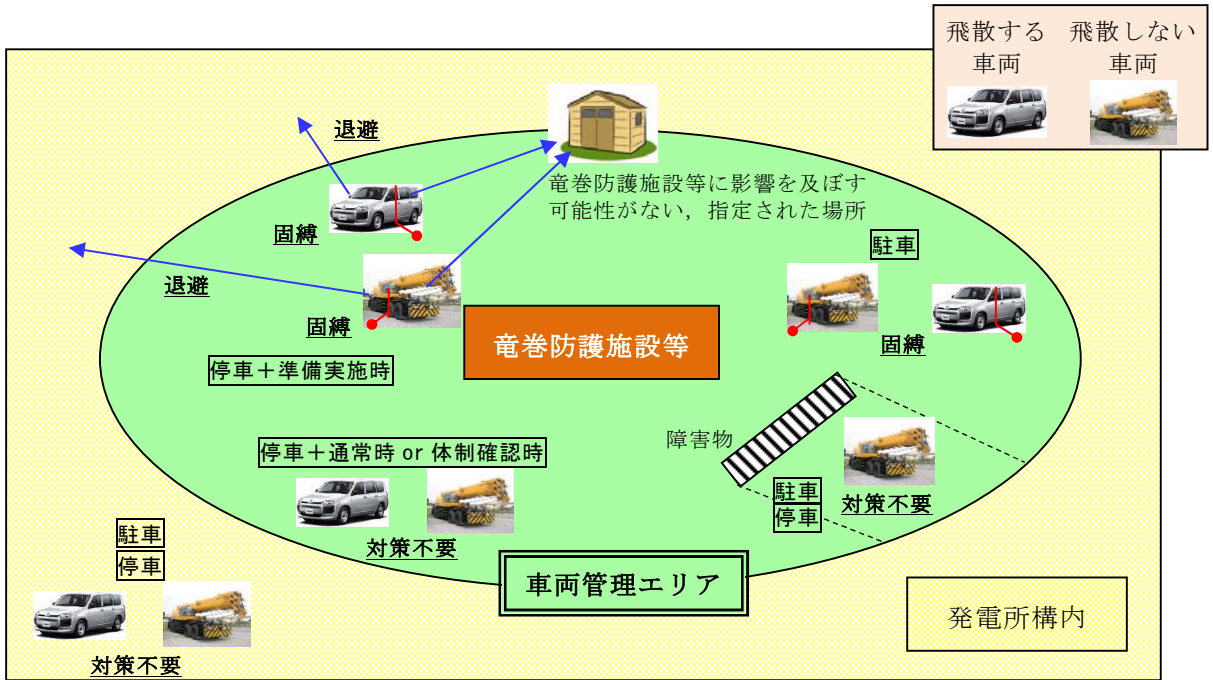 飛散する 飛散しない
車両 車両
退避
竜巻防護施設等に影響を及ぼす
可能性がない，指定された場所
固縛
駐車
退避
固縛
竜巻防護施設等
固縛
停車＋準備実施時
障害物
停車＋通常時 or 体制確認時
駐車
停車
対策不要
対策不要
駐車
停車
車両管理エリア
発電所構内
対策不要